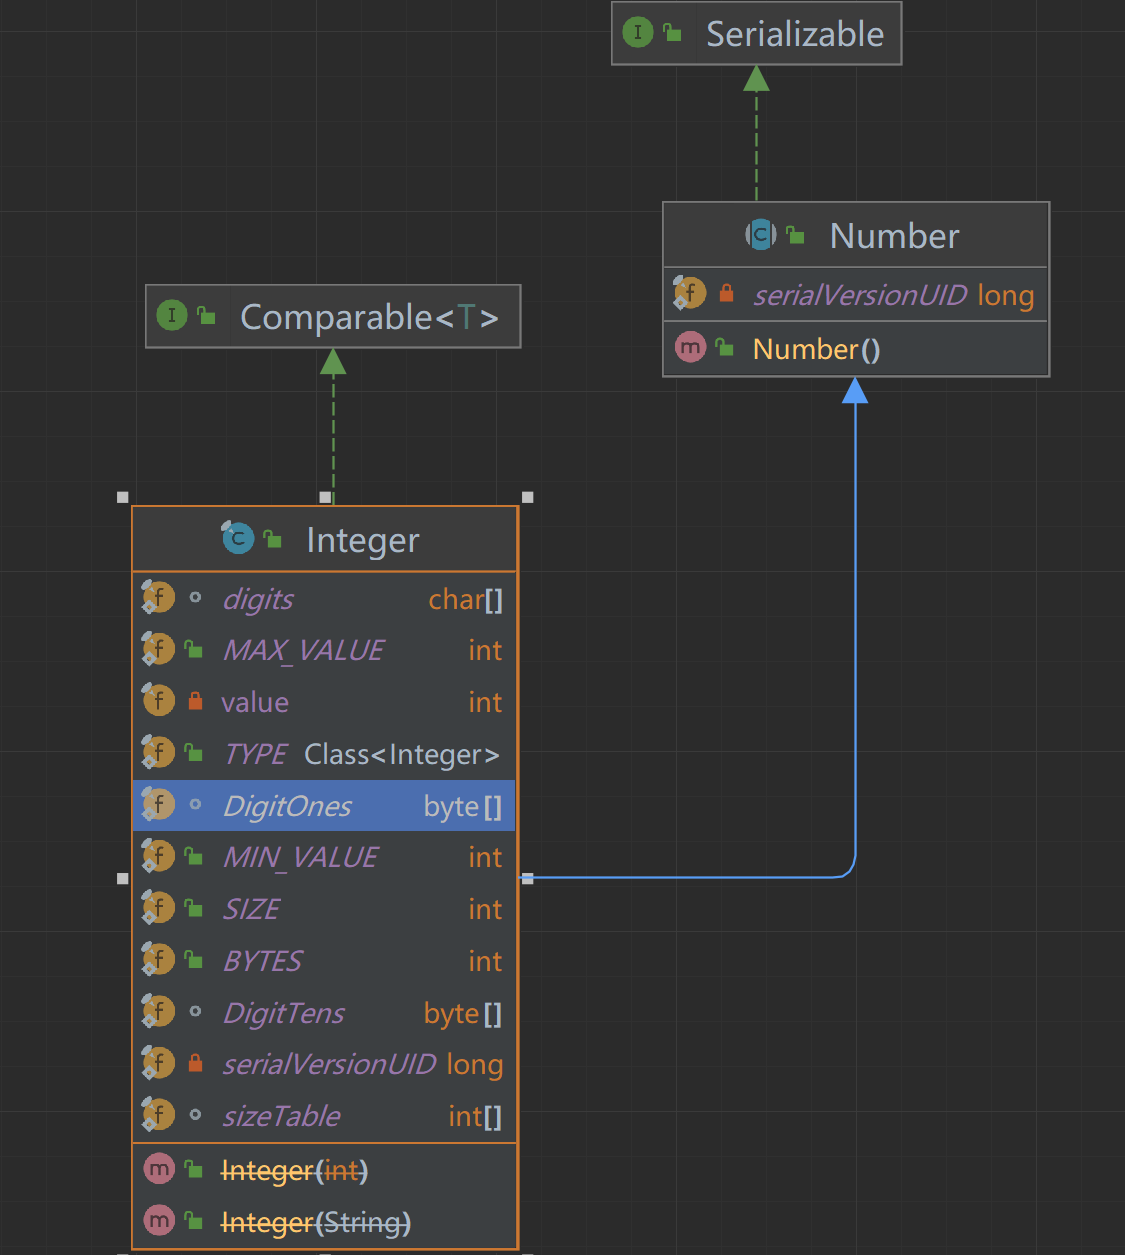 I Serializable
C Number
f serialVersionUID long
m Number()
I Comparable<T>
C Integer
f digits char[]
f MAX_VALUE int
f value int
f TYPE Class<Integer>
f DigitOnes byte[]
f MIN_VALUE int
f SIZE int
f BYTES int
f DigitTens byte[]
f serialVersionUID long
f sizeTable int[]
m Integer(int)
m Integer(String)